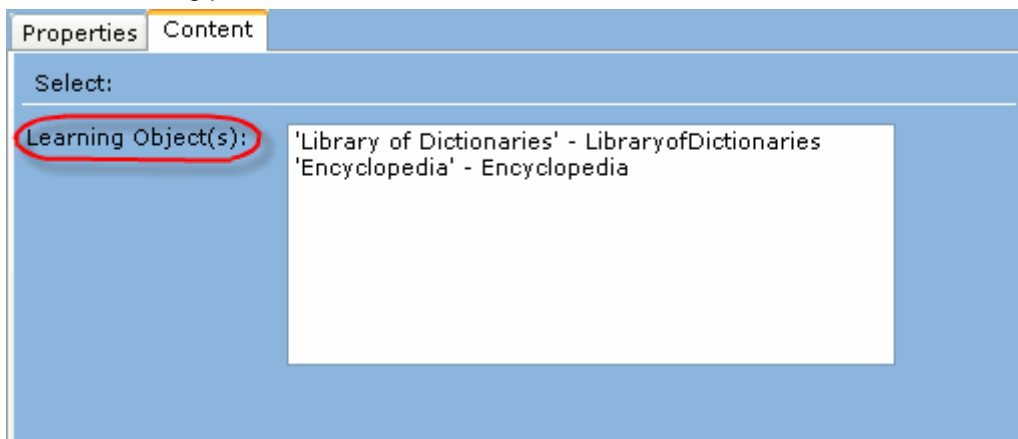 Properties Content
Select:
Learning Object(s):
'Library of Dictionaries' - LibraryofDictionaries
'Encyclopedia' - Encyclopedia